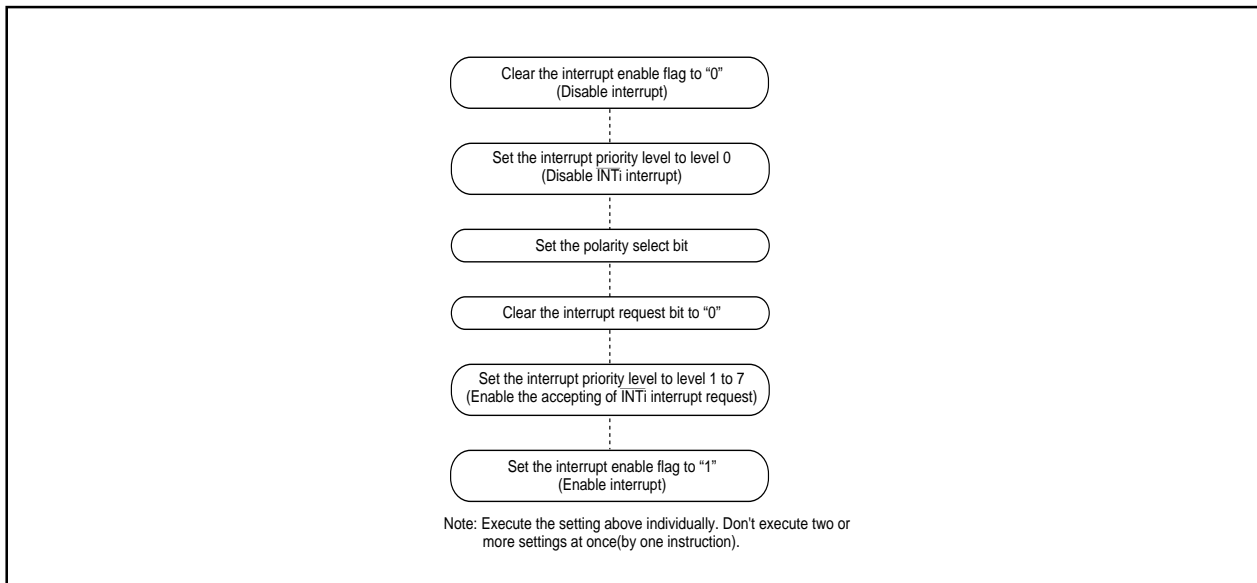 Clear the interrupt enable flag to “0”
(Disable interrupt)
Set the interrupt priority level to level 0
(Disable INTi interrupt)
Set the polarity select bit
Clear the interrupt request bit to “0”
Set the interrupt priority level to level 1 to 7
(Enable the accepting of INTi interrupt request)
Set the interrupt enable flag to “1”
(Enable interrupt)
Note: Execute the setting above individually. Don’t execute two or
more settings at once(by one instruction).